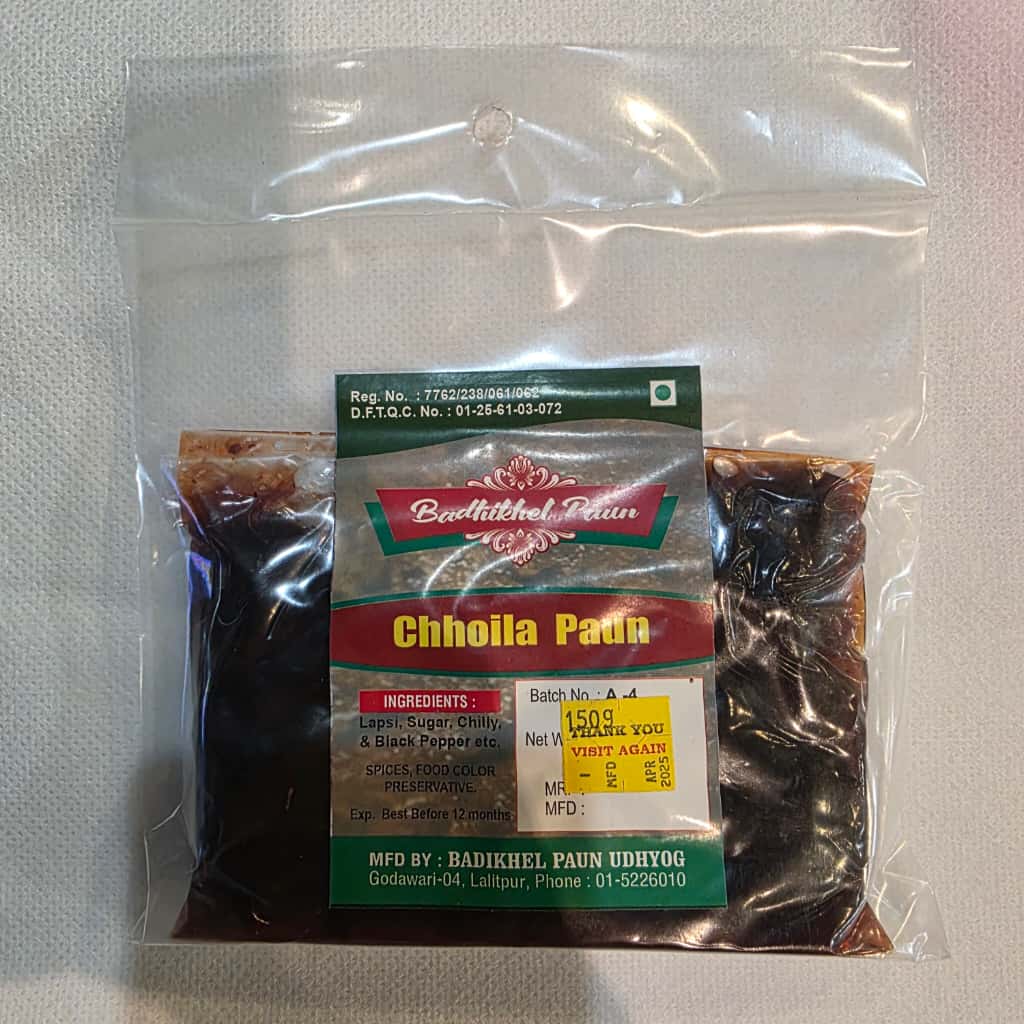 Reg. No. : 7762/238/061/062
D.F.T.Q.C. No. : 01-25-61-03-072
Badhikhel Paun
Chhoila Paun
INGREDIENTS :
Lapsi, Sugar, Chilly,
& Black Pepper etc.
SPICES, FOOD COLOR
PRESERVATIVE.
Exp. Best Before 12 months
Batch No. : A-4
Net
150g
THANK YOU
VISIT AGAIN
MFD APR
2025
MFD :
MFD BY : BADIKHEL PAUN UDHYOG
Godawari-04, Lalitpur, Phone : 01-5226010